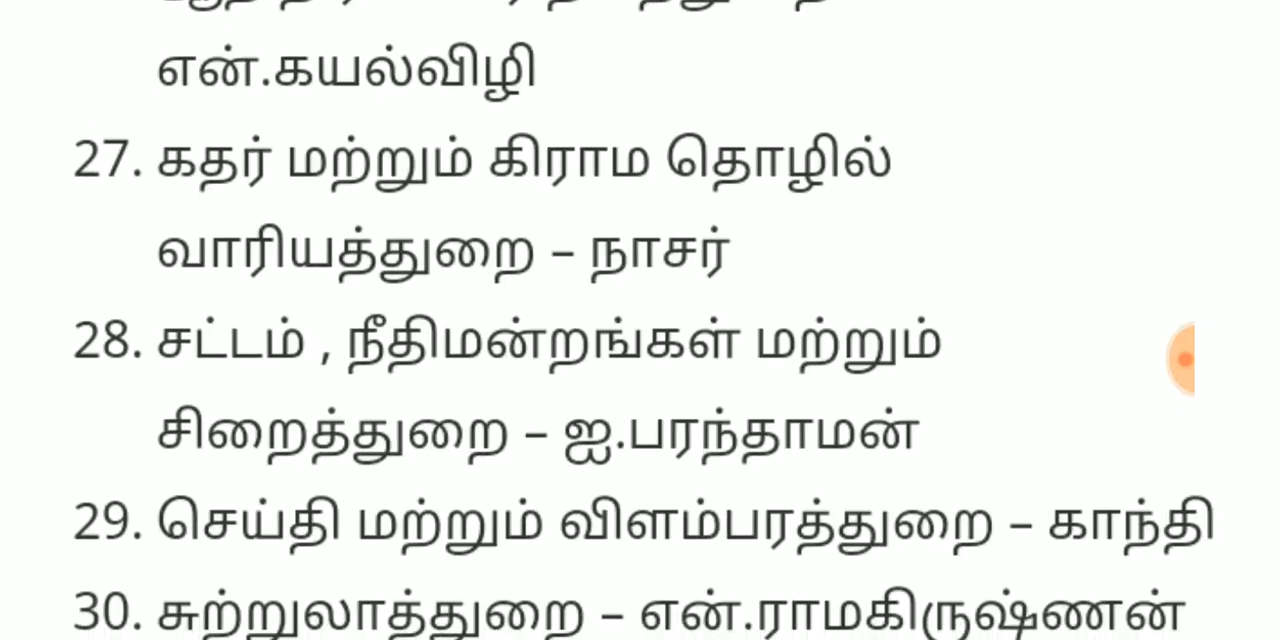 என்.கயல்விழி
27. கதர் மற்றும் கிராம தொழில்
வாரியத்துறை – நாசர்
28. சட்டம் , நீதிமன்றங்கள் மற்றும்
சிறைத்துறை – ஐ.பரந்தாமன்
29. செய்தி மற்றும் விளம்பரத்துறை – காந்தி
30. சுற்றுலாத்துறை – என்.ராமகிருஷ்ணன்